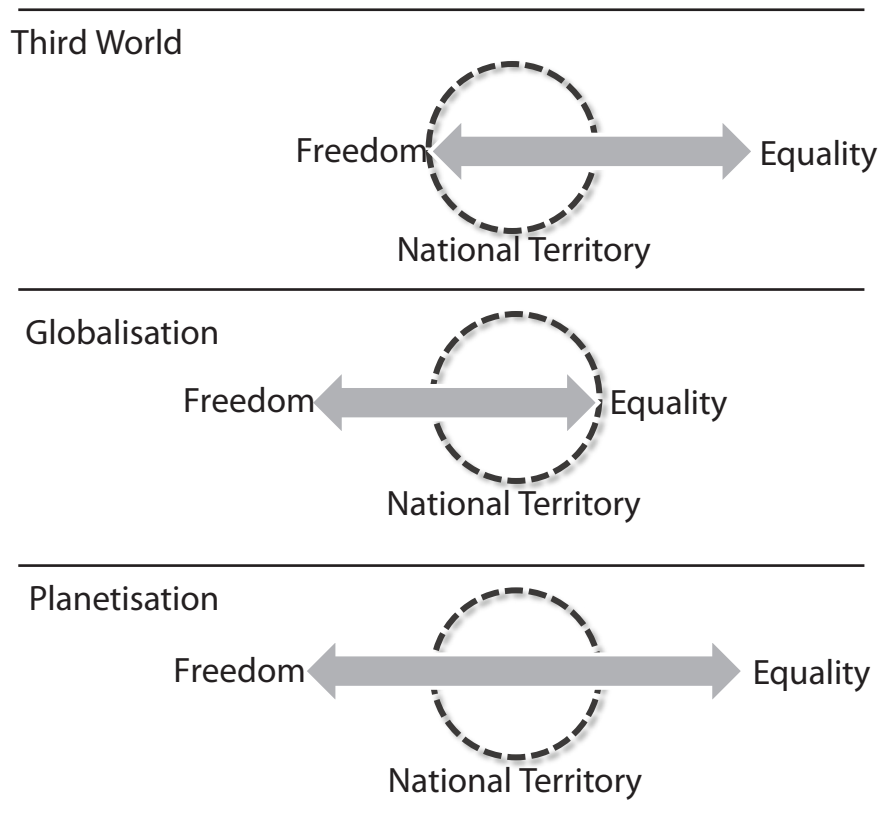 Third World
Freedom
Equality
National Territory
Globalisation
Freedom
Equality
National Territory
Planetisation
Freedom
Equality
National Territory